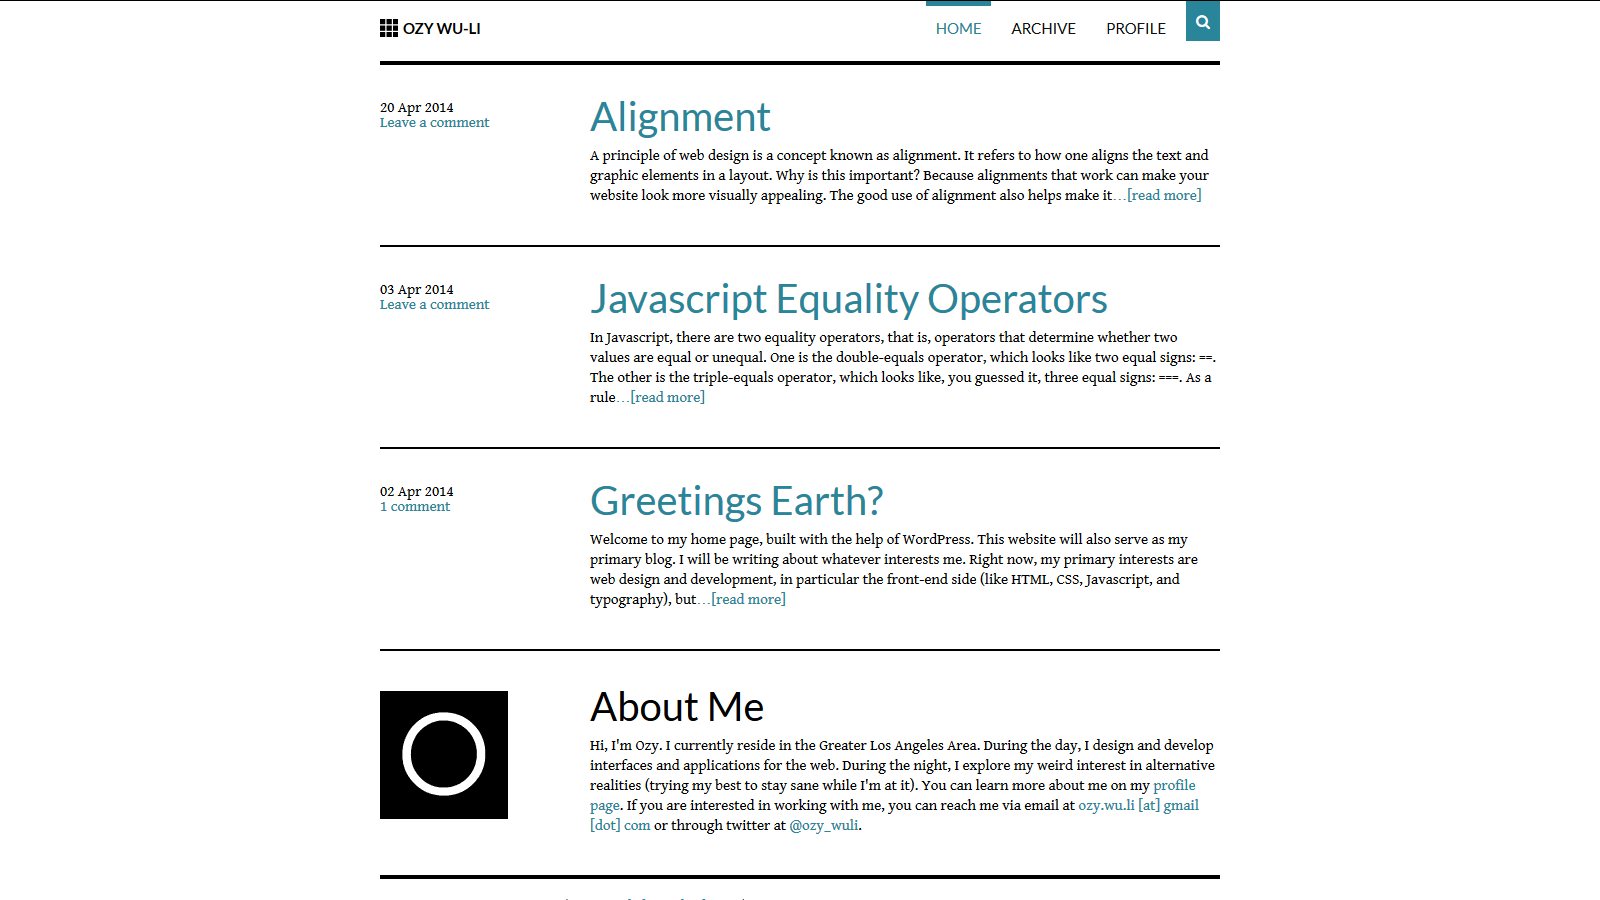 OZY WU-LI
HOME ARCHIVE PROFILE
20 Apr 2014
Leave a comment
Alignment
A principle of web design is a concept known as alignment. It refers to how one aligns the text and
graphic elements in a layout. Why is this important? Because alignments that work can make your
website look more visually appealing. The good use of alignment also helps make it…[read more]
03 Apr 2014
Leave a comment
Javascript Equality Operators
In Javascript, there are two equality operators, that is, operators that determine whether two
values are equal or unequal. One is the double-equals operator, which looks like two equal signs: ==.
The other is the triple-equals operator, which looks like, you guessed it, three equal signs: ===. As a
rule…[read more]
02 Apr 2014
1 comment
Greetings Earth?
Welcome to my home page, built with the help of WordPress. This website will also serve as my
primary blog. I will be writing about whatever interests me. Right now, my primary interests are
web design and development, in particular the front-end side (like HTML, CSS, Javascript, and
typography), but…[read more]
About Me
Hi, I'm Ozy. I currently reside in the Greater Los Angeles Area. During the day, I design and develop
interfaces and applications for the web. During the night, I explore my weird interest in alternative
realities (trying my best to stay sane while I'm at it). You can learn more about me on my profile
page. If you are interested in working with me, you can reach me via email at ozy.wu.li [at] gmail
[dot] com or through twitter at @ozy_wuli.